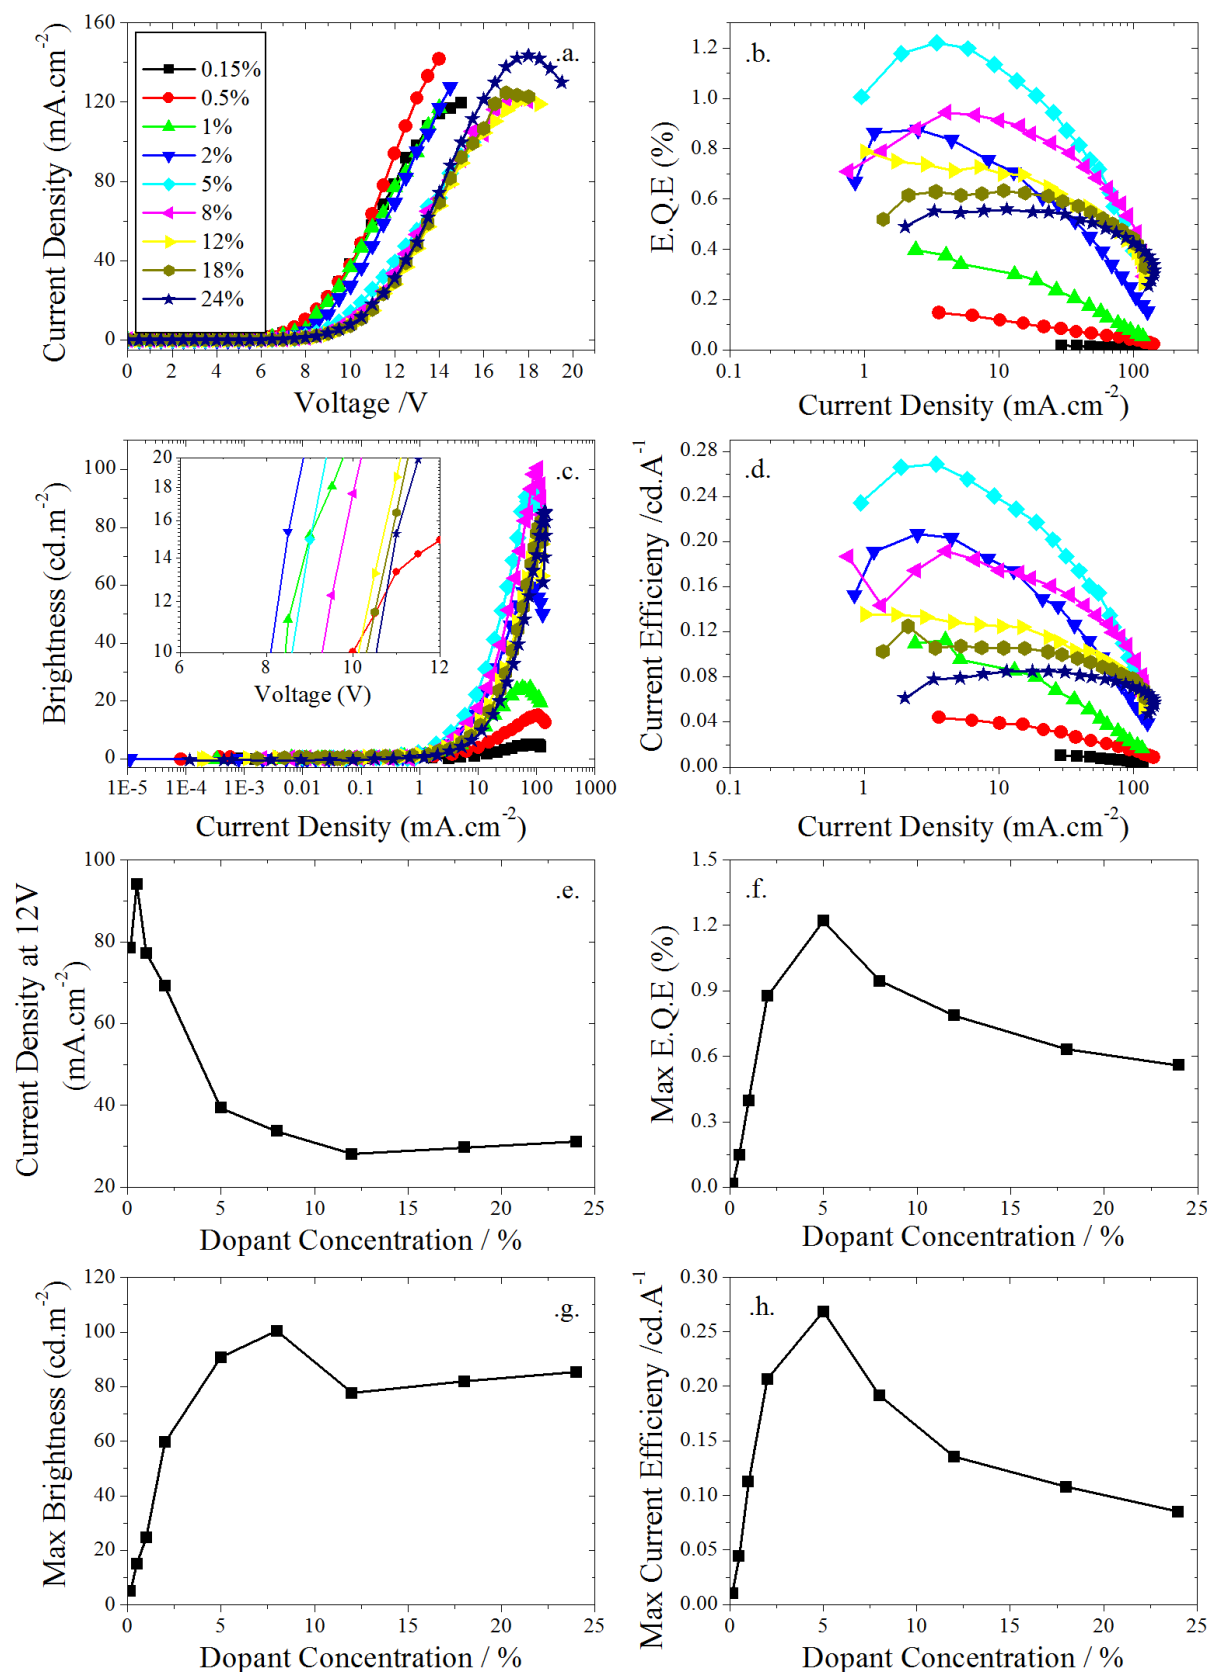 .a.
Current Density (mA.cm-2)
0.15%
0.5%
1%
2%
5%
8%
12%
18%
24%
160
120
80
40
0
0 2 4 6 8 10 12 14 16 18 20
Voltage /V
.b.
E.Q.E (%)
1.2
1.0
0.8
0.6
0.4
0.2
0.0
0.1 1 10 100
Current Density (mA.cm-2)
.c.
Brightness (cd.m-2)
100
80
60
40
20
0
20
18
16
14
12
10
6 8 10 12
Voltage (V)
1E-5 1E-4 1E-3 0.01 0.1 1 10 100 1000
Current Density (mA.cm-2)
.d.
Current Efficieny /cd.A-1
0.28
0.24
0.20
0.16
0.12
0.08
0.04
0.00
0.1 1 10 100
Current Density (mA.cm-2)
.e.
Current Density at 12V
(mA.cm-2)
100
80
60
40
20
0 5 10 15 20 25
Dopant Concentration / %
.f.
Max E.Q.E (%)
1.5
1.2
0.9
0.6
0.3
0.0
0 5 10 15 20 25
Dopant Concentration / %
.g.
Max Brightness (cd.m-2)
120
100
80
60
40
20
0
0 5 10 15 20 25
Dopant Concentration / %
.h.
Max Current Efficieny /cd.A-1
0.30
0.25
0.20
0.15
0.10
0.05
0.00
0 5 10 15 20 25
Dopant Concentration / %